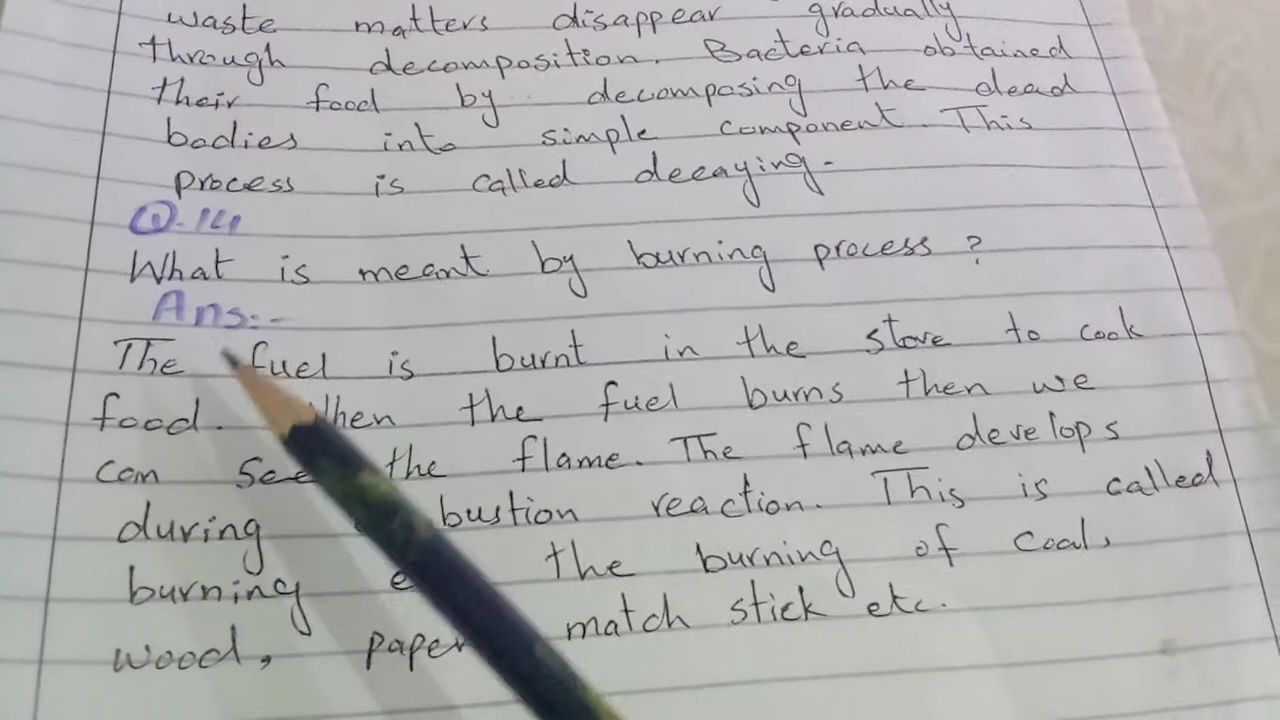 waste matters disappear gradually
through decomposition. Bacteria obtained
their food by decomposing the dead
bodies into simple component. This
process is called decaying.
Q.14
What is meant by burning process?
Ans:-
The fuel is burnt in the stove to cook
food. When the fuel burns then we
can see the flame. The flame develops
during bustion reaction. This is called
burning the burning of coal,
wood, paper match stick etc.